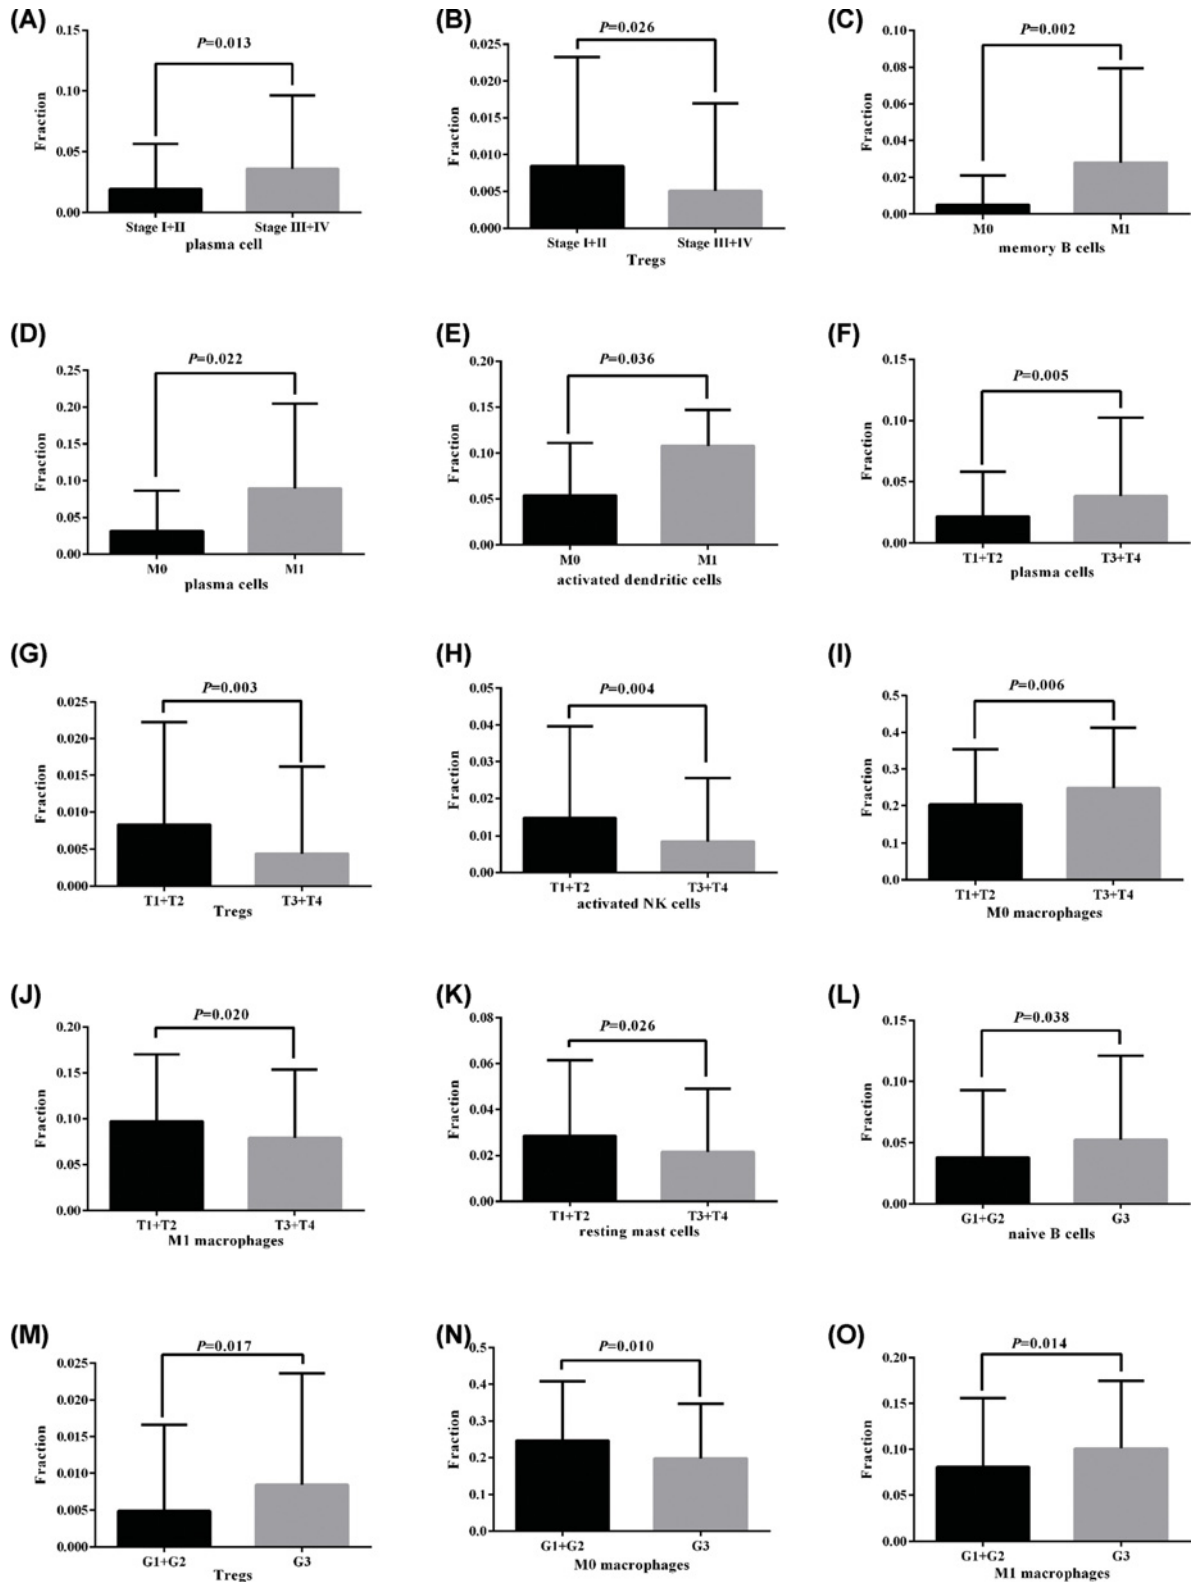 (A)
P=0.013
Fraction
0.15
0.10
0.05
0.00
Stage I+II
Stage III+IV
plasma cell
(B)
P=0.026
Fraction
0.025
0.020
0.015
0.010
0.005
0.000
Stage I+II
Stage III+IV
Tregs
(C)
P=0.002
Fraction
0.10
0.08
0.06
0.04
0.02
0.00
M0
M1
memory B cells
(D)
P=0.022
Fraction
0.25
0.20
0.15
0.10
0.05
0.00
M0
M1
plasma cells
(E)
P=0.036
Fraction
0.20
0.15
0.10
0.05
0.00
M0
M1
activated dendritic cells
(F)
P=0.005
Fraction
0.15
0.10
0.05
0.00
T1+T2
T3+T4
plasma cells
(G)
P=0.003
Fraction
0.025
0.020
0.015
0.010
0.005
0.000
T1+T2
T3+T4
Tregs
(H)
P=0.004
Fraction
0.05
0.04
0.03
0.02
0.01
0.00
T1+T2
T3+T4
activated NK cells
(I)
P=0.006
Fraction
0.5
0.4
0.3
0.2
0.1
0.0
T1+T2
T3+T4
M0 macrophages
(J)
P=0.020
Fraction
0.20
0.15
0.10
0.05
0.00
T1+T2
T3+T4
M1 macrophages
(K)
P=0.026
Fraction
0.08
0.06
0.04
0.02
0.00
T1+T2
T3+T4
resting mast cells
(L)
P=0.038
Fraction
0.15
0.10
0.05
0.00
G1+G2
G3
naive B cells
(M)
P=0.017
Fraction
0.025
0.020
0.015
0.010
0.005
0.000
G1+G2
G3
Tregs
(N)
P=0.010
Fraction
0.5
0.4
0.3
0.2
0.1
0.0
G1+G2
G3
M0 macrophages
(O)
P=0.014
Fraction
0.20
0.15
0.10
0.05
0.00
G1+G2
G3
M1 macrophages